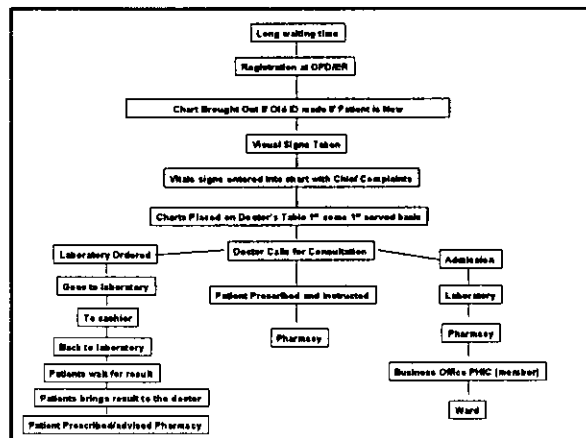 Long waiting time
Registration at OPD/ER
Chart Brought Out If Old ID made If Patient is New
Visual Signs Taken
Vitals signs entered into chart with Chief Complaints
Charts Placed on Doctor's Table 1st come 1st served basis
Laboratory Ordered
Doctor Calls for Consultation
Admission
Goes to laboratory
Patient Prescribed and Instructed
Laboratory
To cashier
Pharmacy
Pharmacy
Back to laboratory
Patients wait for result
Business Office PHIC (member)
Patients brings result to the doctor
Ward
Patient Prescribed/advised Pharmacy